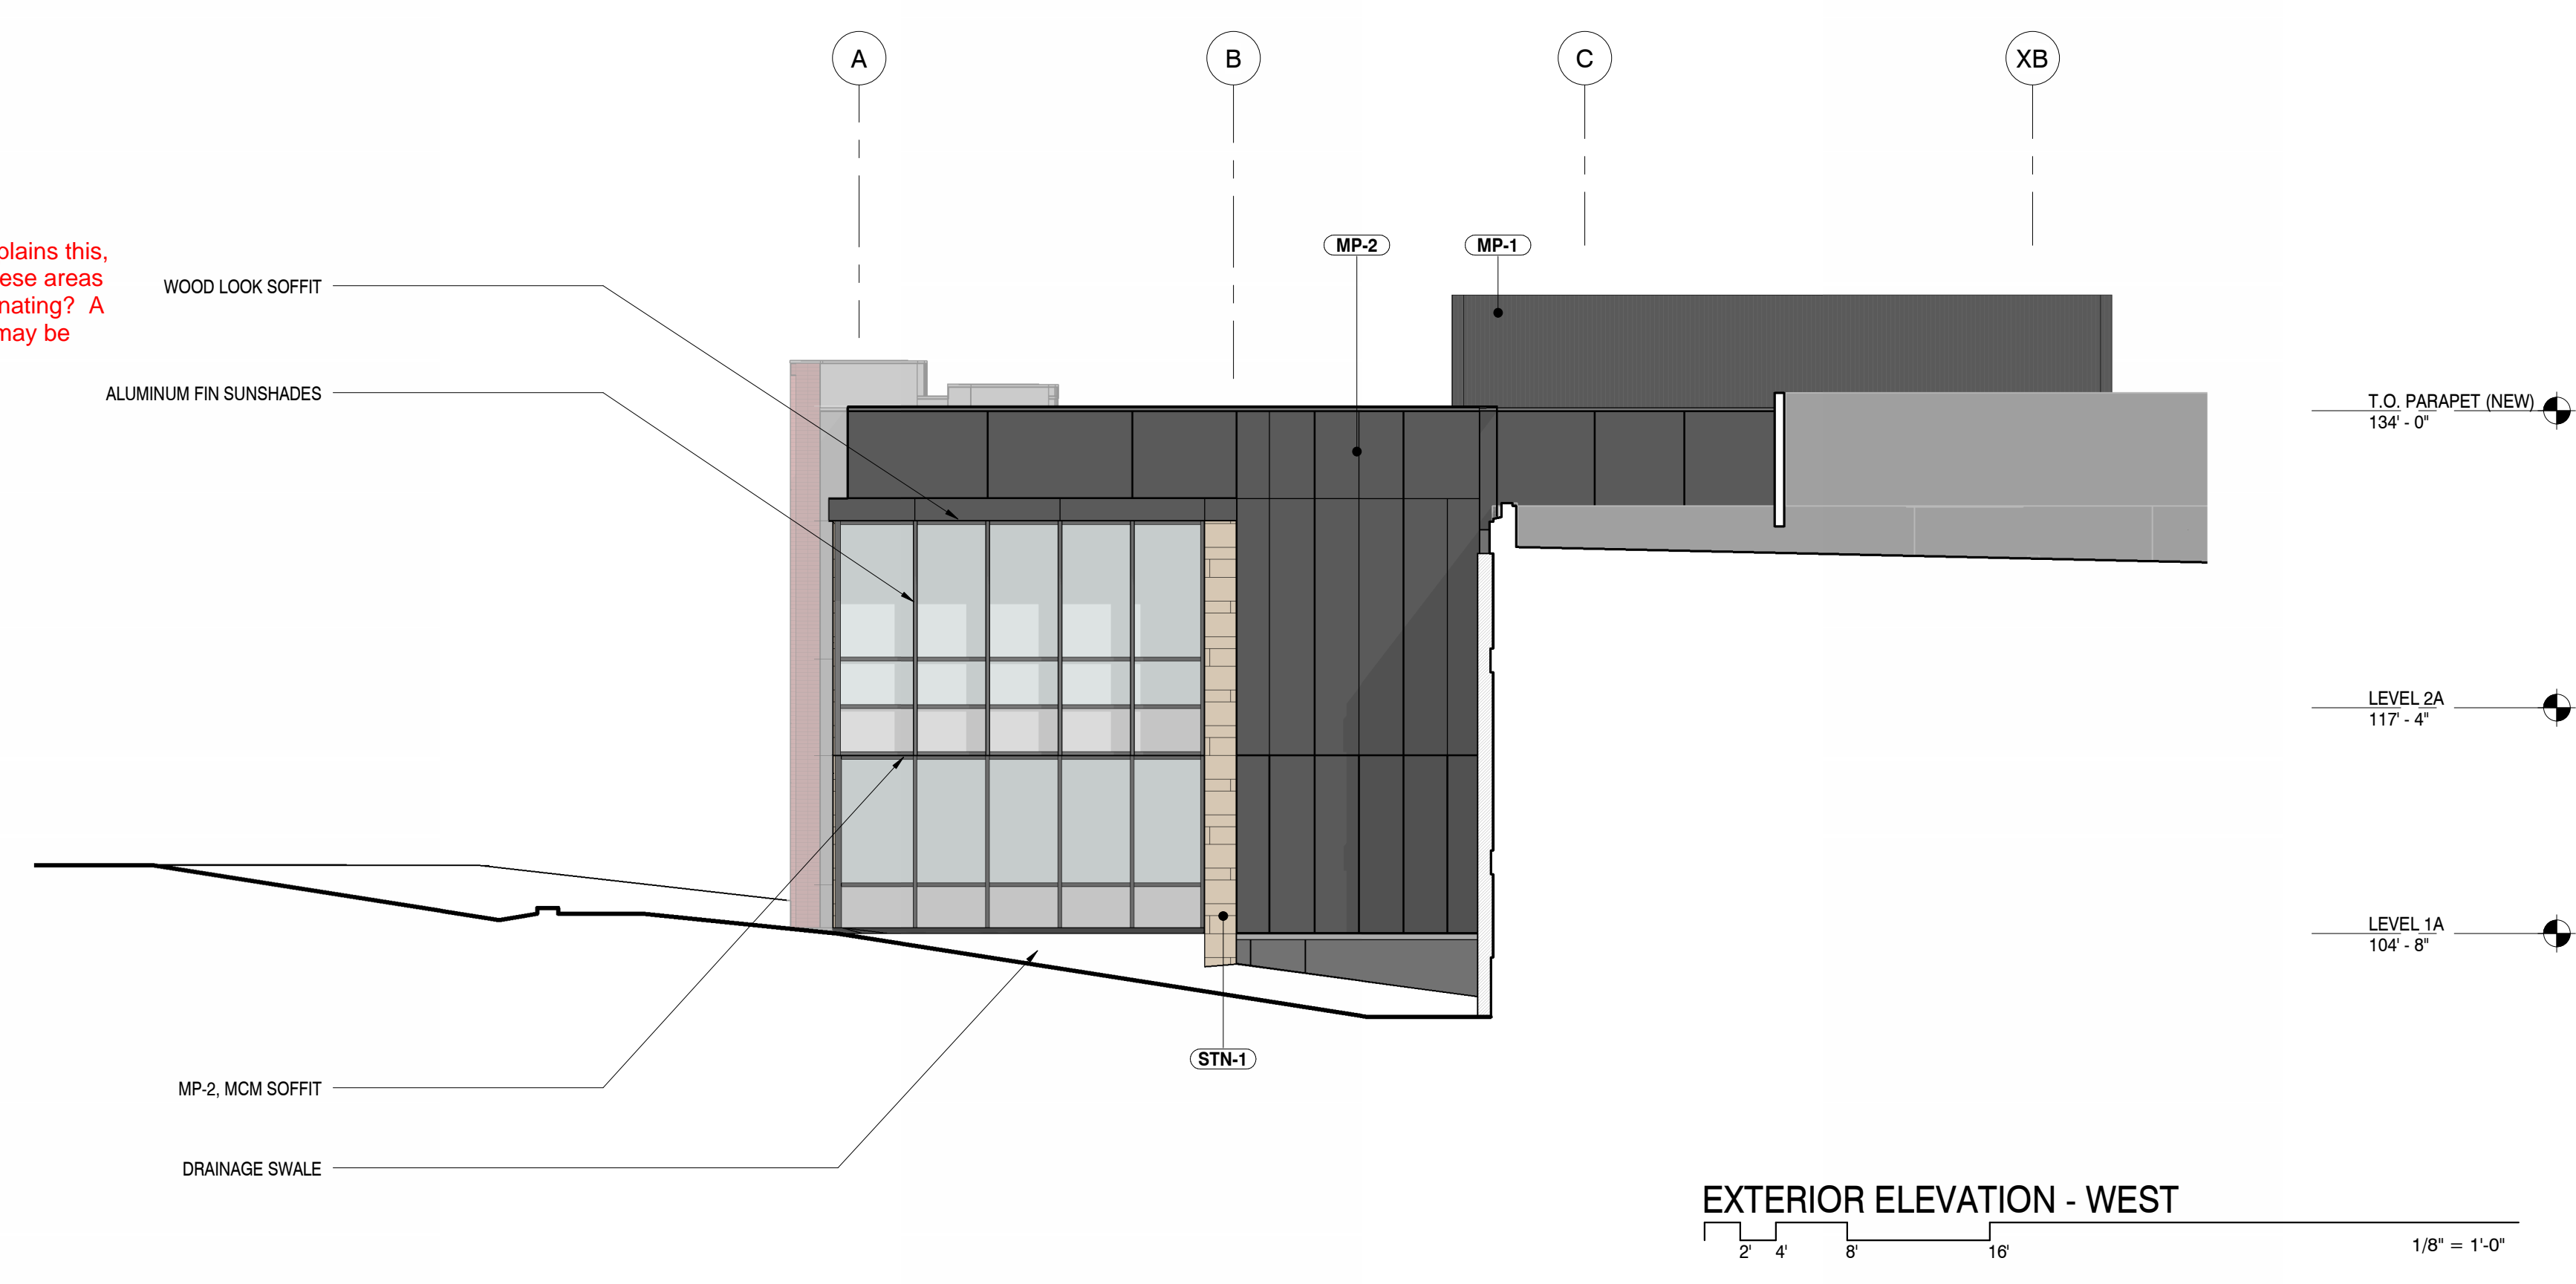 A
B
C
XB
MP-2
MP-1
plains this,
ese areas
nating? A
may be
WOOD LOOK SOFFIT
ALUMINUM FIN SUNSHADES
T.O. PARAPET (NEW)
134' - 0"
LEVEL 2A
117' - 4"
LEVEL 1A
104' - 8"
STN-1
MP-2, MCM SOFFIT
DRAINAGE SWALE
EXTERIOR ELEVATION - WEST
2' 4' 8' 16'
1/8" = 1'-0"